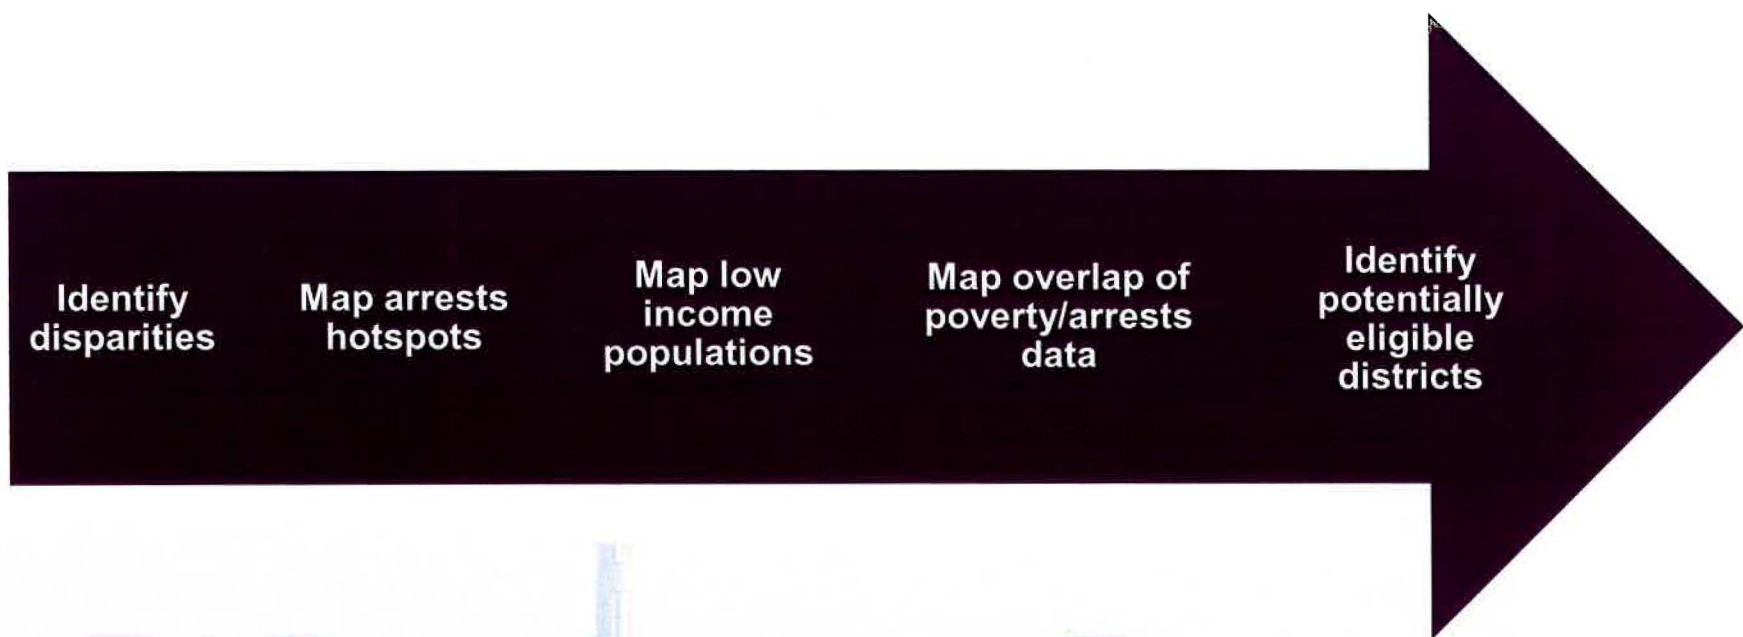 Identify
disparities
Map arrests
hotspots
Map low
income
populations
Map overlap of
poverty/arrests
data
Identify
potentially
eligible
districts